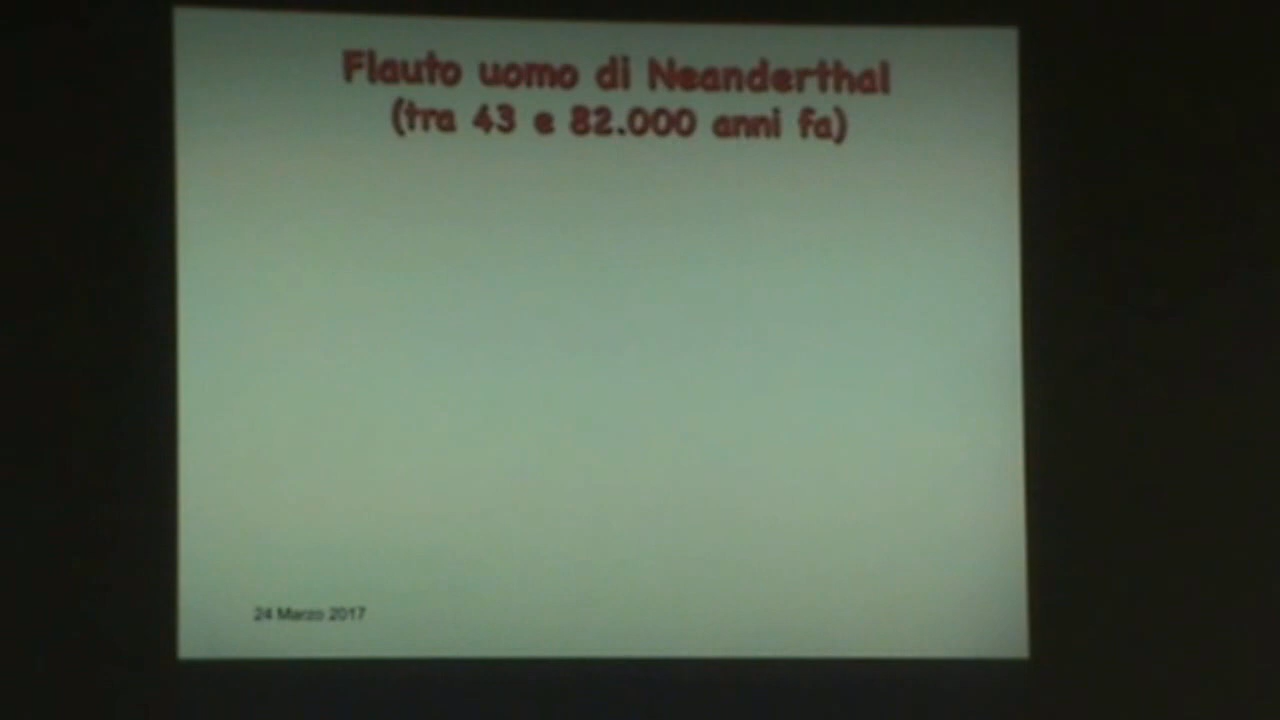 Flauto uomo di Neanderthal
(tra 43 e 82.000 anni fa)
24 Marzo 2017